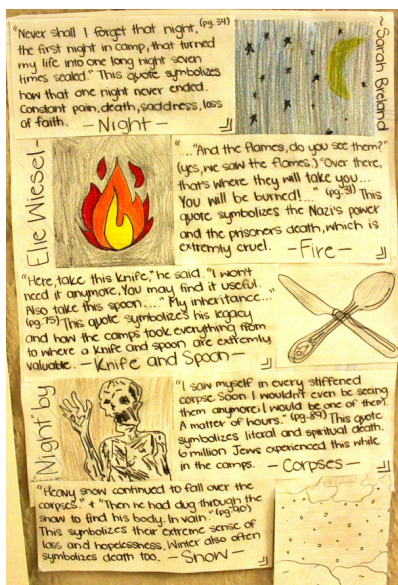 "Never shall I forget that night, (pg.34)
the first night in camp, that turned
my life into one long night seven
times sealed." This quote symbolizes
how that one night never ended.
Constant pain, death, saddness, loss
of faith. -Night-
~Sarah Breland
Elie Wiesel~
"..."And the flames, do you see them?"
(yes, we saw the flames.) "Over there,
that's where they will take you...
You will be burned!..." (pg.31) This
quote symbolizes the Nazi's power
and the prisoners death, which is
extremely cruel. -Fire-
"Here, take this knife," he said. "I won't
need it anymore. You may find it useful.
Also take this spoon...." My inheritance..."
(pg.75) This quote symbolizes his legacy
and how the camps took everything from
to where a knife and spoon are extremly
valuable. -Knife and Spoon-
Night by
"I saw myself in every stiffened
corpse. Soon I wouldn't even be seeing
them anymore; I would be one of them.
A matter of hours." (pg.89) This quote
symbolizes literal and spiritual death.
6 million Jews experienced this while
in the camps. -Corpses-
"Heavy snow continued to fall over the
corpses." + "Then he had dug through the
snow to find his body. In vain." (pg.90)
This symbolizes their extreme sense of
loss and hopelessness. Winter also often
symbolizes death too. -Snow-